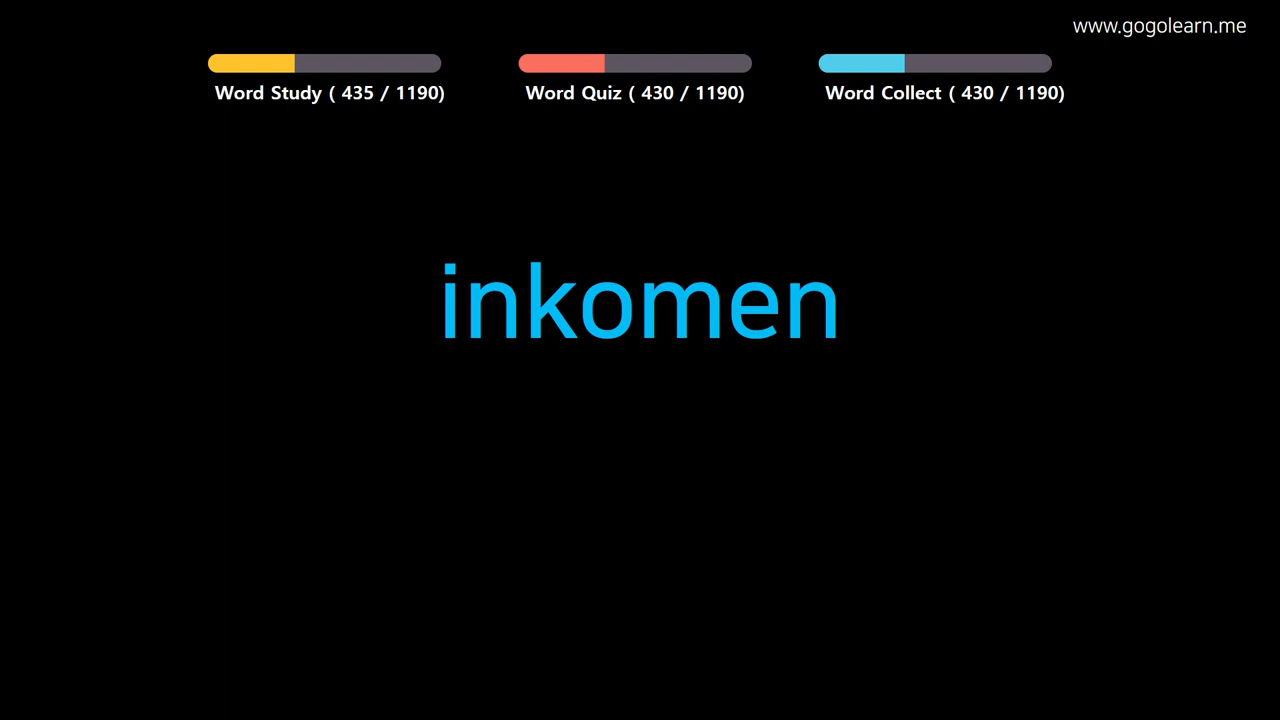 www.gogolearn.me
Word Study ( 435 / 1190)
Word Quiz ( 430 / 1190)
Word Collect ( 430 / 1190)
inkomen